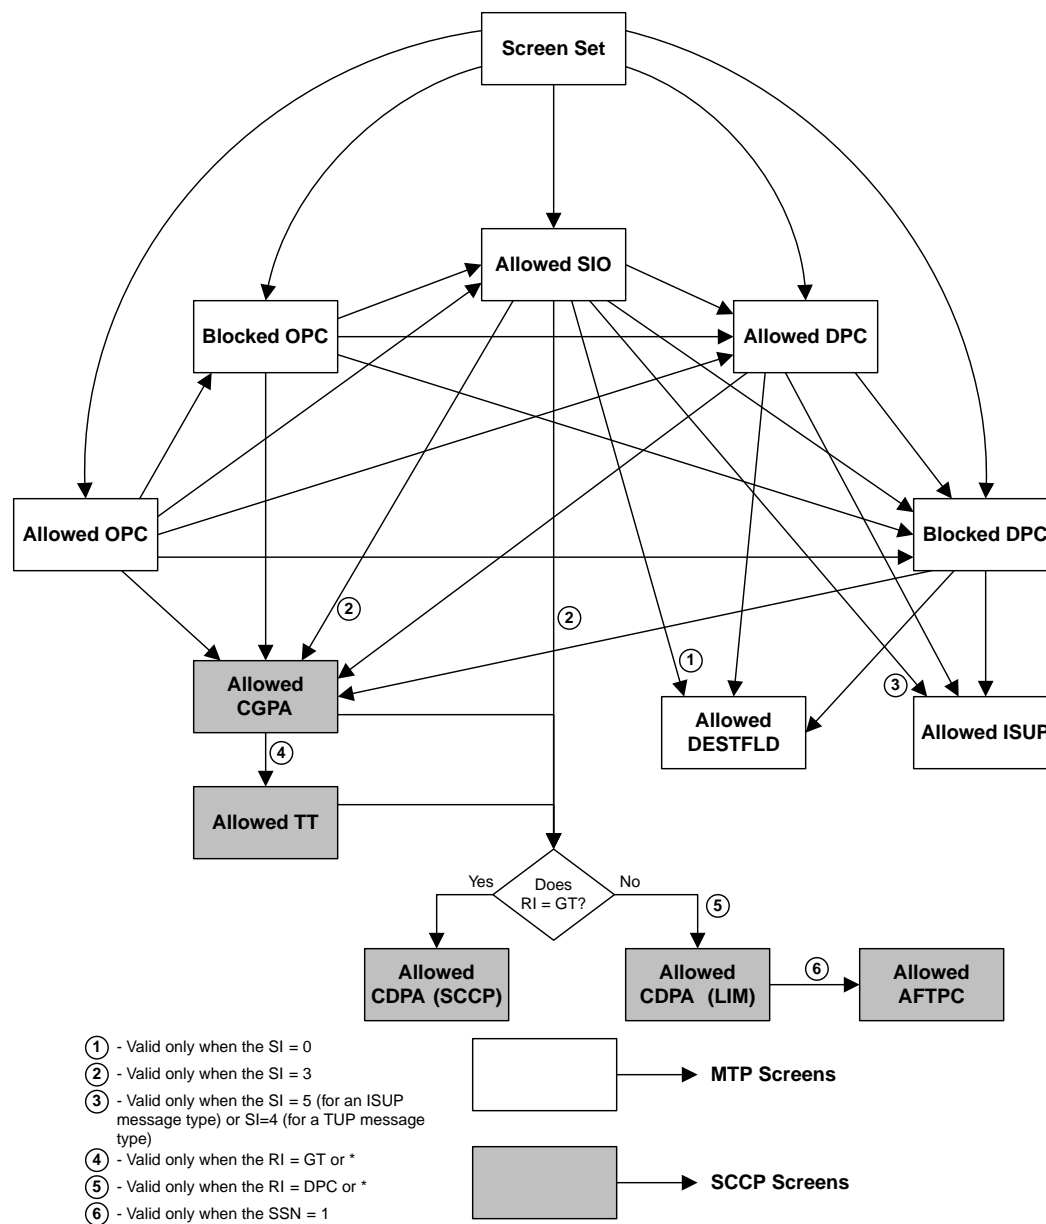 Screen Set
Allowed SIO
Blocked OPC
Allowed DPC
Allowed OPC
Blocked DPC
2
2
1
3
Allowed
CGPA
Allowed
DESTFLD
Allowed ISUP
4
Allowed TT
Yes
Does
RI = GT?
No
5
Allowed
CDPA (SCCP)
Allowed
CDPA (LIM)
6
Allowed
AFTPC
1 - Valid only when the SI = 0
2 - Valid only when the SI = 3
3 - Valid only when the SI = 5 (for an ISUP
message type) or SI=4 (for a TUP message
type)
4 - Valid only when the RI = GT or *
5 - Valid only when the RI = DPC or *
6 - Valid only when the SSN = 1
MTP Screens
SCCP Screens